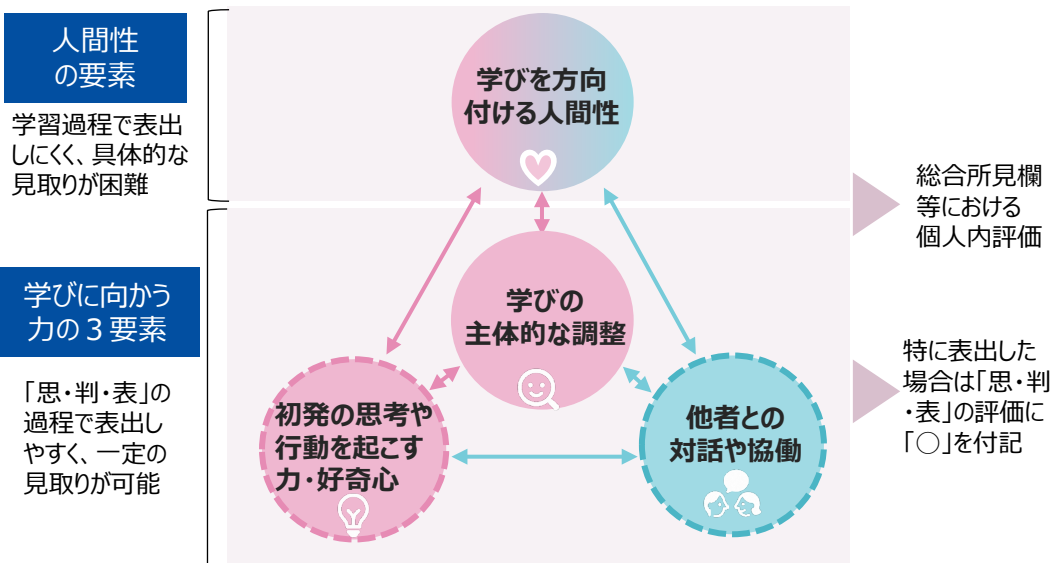 人間性
の要素
学習過程で表出
しにくく、具体的な
見取りが困難
学びを方向
付ける人間性
総合所見欄
等における
個人内評価
学びに向かう
力の３要素
「思・判・表」の
過程で表出し
やすく、一定の
見取りが可能
学びの
主体的な調整
初発の思考や
行動を起こす
力・好奇心
他者との
対話や協働
特に表出した
場合は「思・判
・表」の評価に
「○」を付記